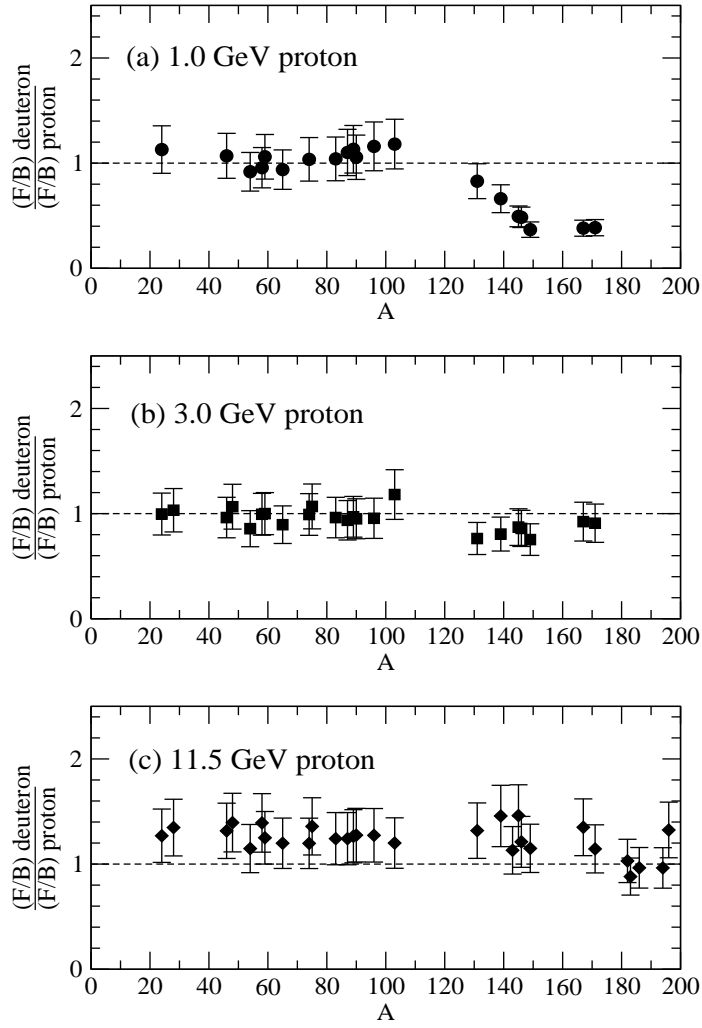 (a) 1.0 GeV proton
(F/B) deuteron
(F/B) proton
2
1
0
0 20 40 60 80 100 120 140 160 180 200
A
(b) 3.0 GeV proton
(F/B) deuteron
(F/B) proton
2
1
0
0 20 40 60 80 100 120 140 160 180 200
A
(c) 11.5 GeV proton
(F/B) deuteron
(F/B) proton
2
1
0
0 20 40 60 80 100 120 140 160 180 200
A